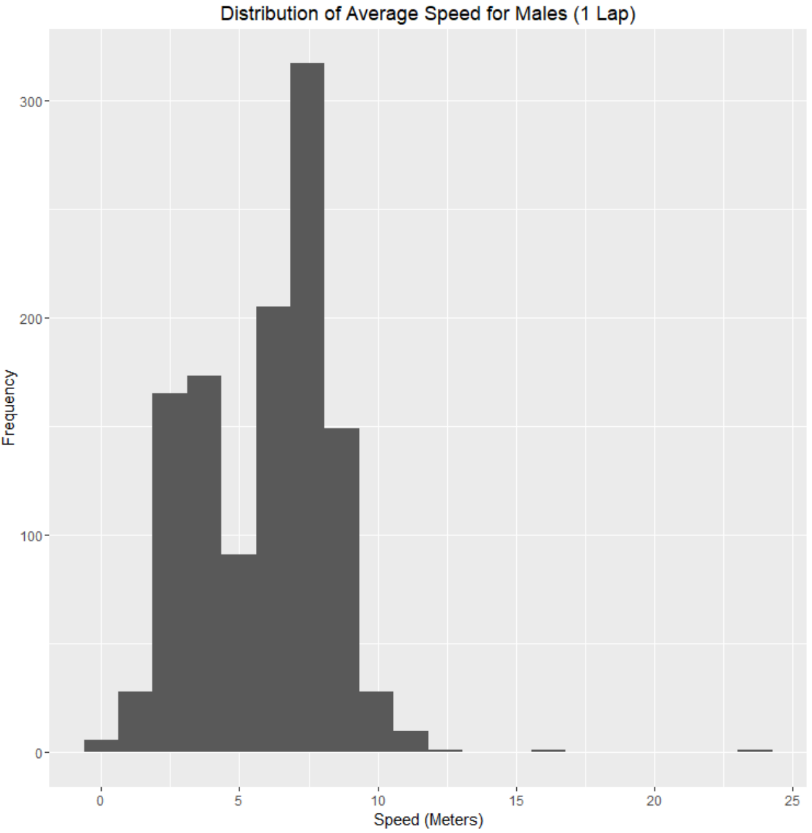 Distribution of Average Speed for Males (1 Lap)
300
200
100
0
Frequency
0 5 10 15 20 25
Speed (Meters)